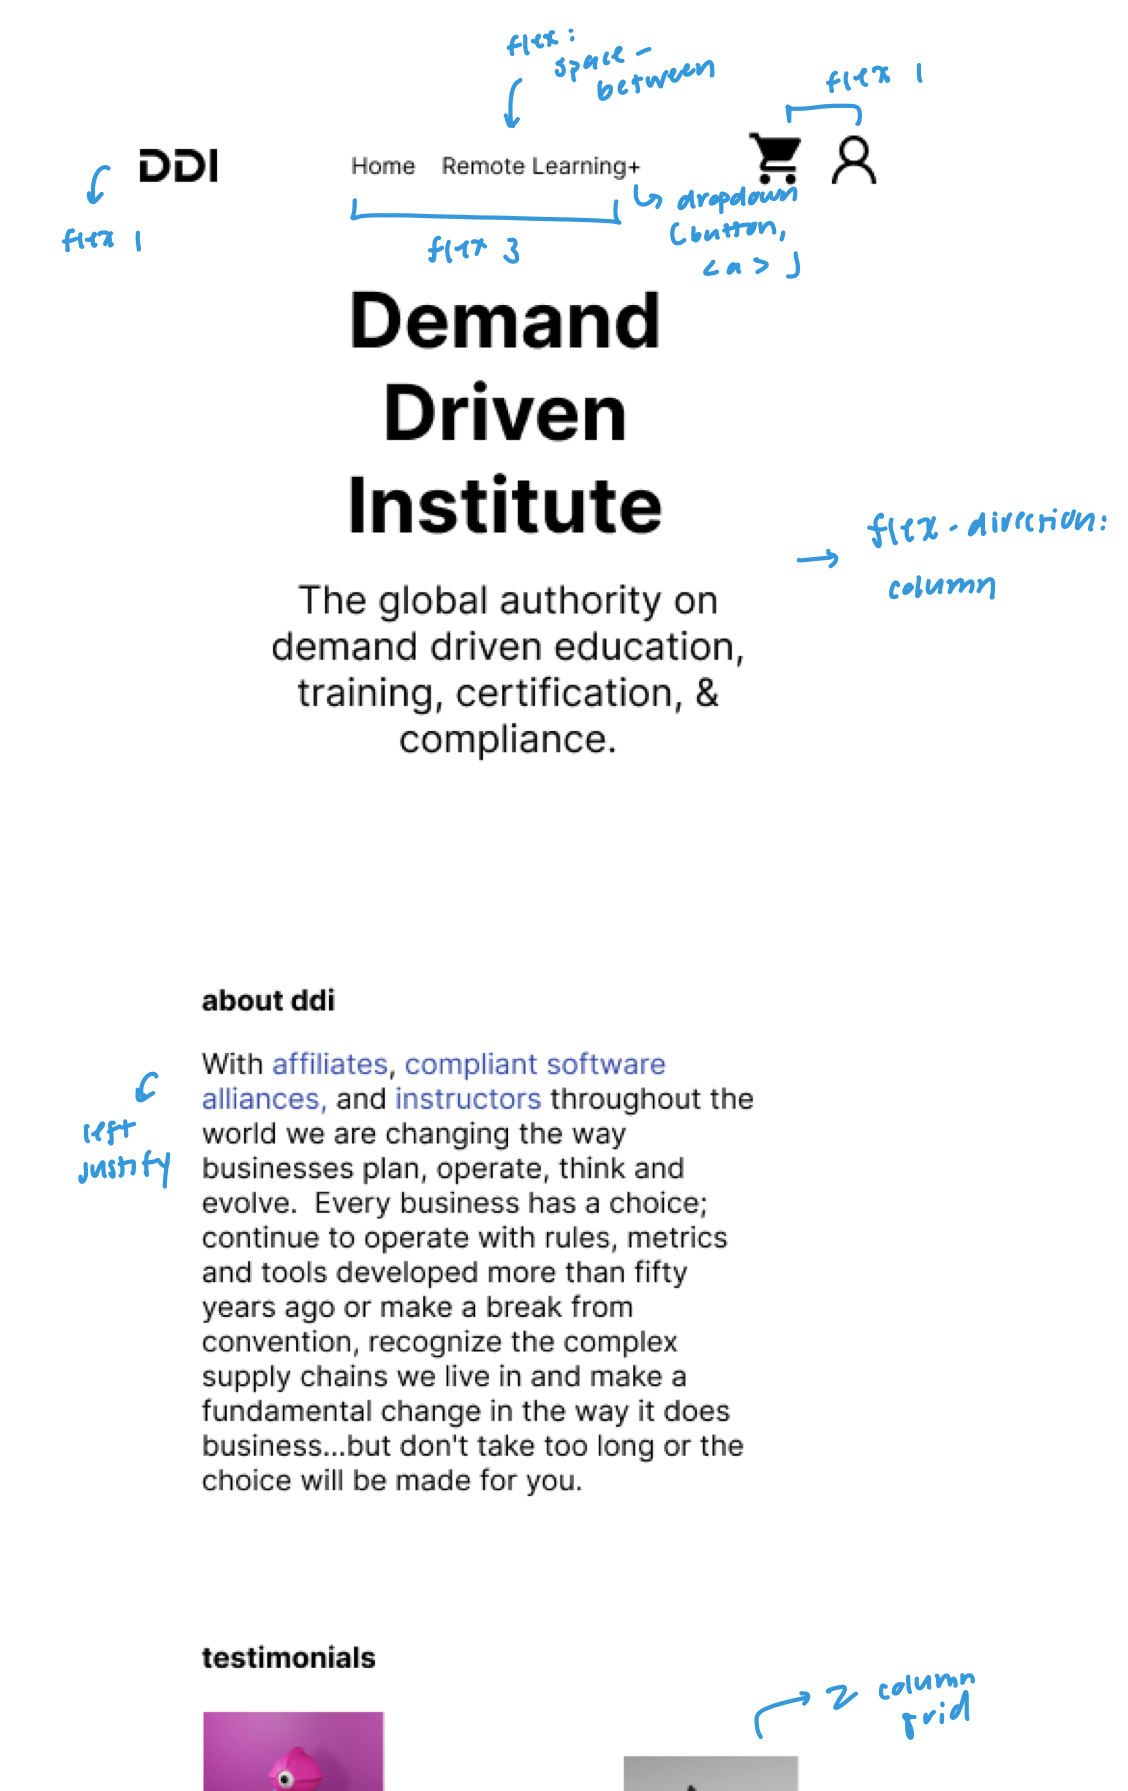 flex:
space-
between
flex 1
DDI
Home Remote Learning+
flex 1
flex 3
dropdown
(button,
<a>)
Demand
Driven
Institute
flex-direction:
column
The global authority on
demand driven education,
training, certification, &
compliance.
about ddi
With affiliates, compliant software
alliances, and instructors throughout the
world we are changing the way
businesses plan, operate, think and
evolve.  Every business has a choice;
continue to operate with rules, metrics
and tools developed more than fifty
years ago or make a break from
convention, recognize the complex
supply chains we live in and make a
fundamental change in the way it does
business...but don't take too long or the
choice will be made for you.
left
justify
testimonials
2 column
grid